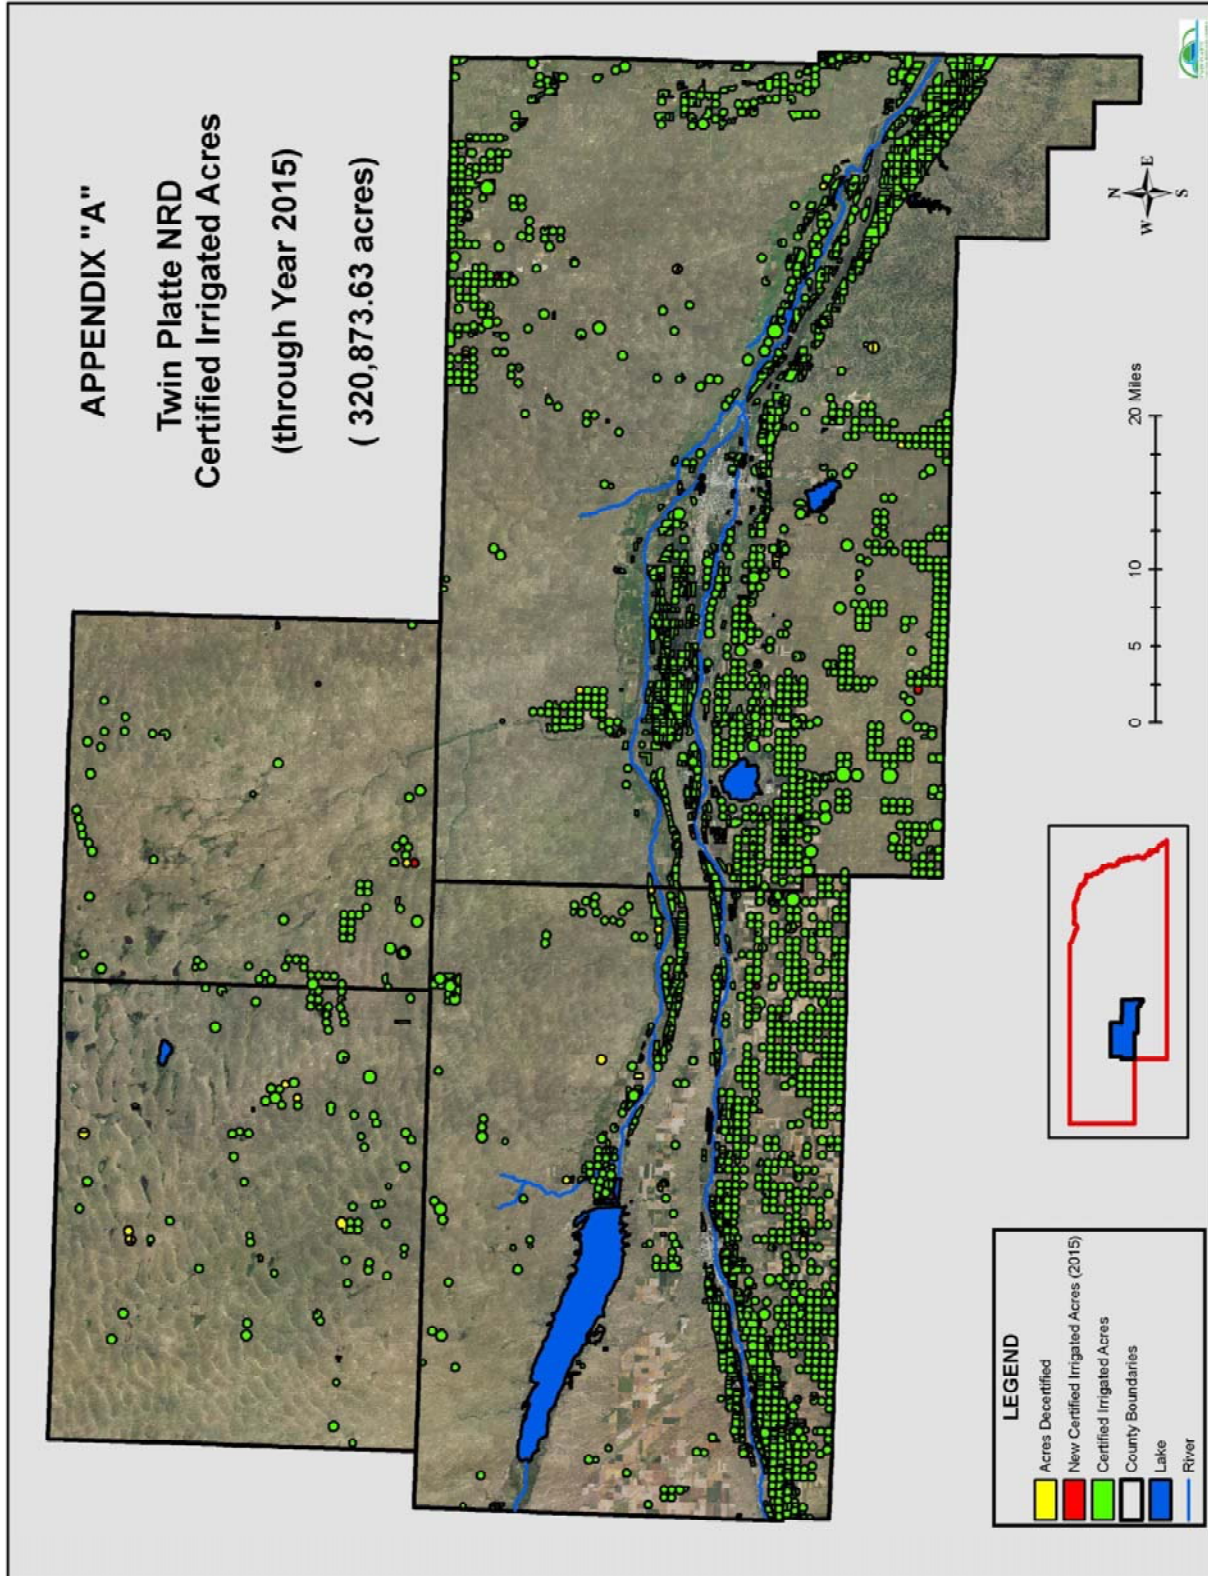 APPENDIX "A"
Twin Platte NRD
Certified Irrigated Acres
(through Year 2015)
( 320,873.63 acres)
N
W
E
S
0
5
10
20 Miles
LEGEND
Acres Decertified
New Certified Irrigated Acres (2015)
Certified Irrigated Acres
County Boundaries
Lake
River